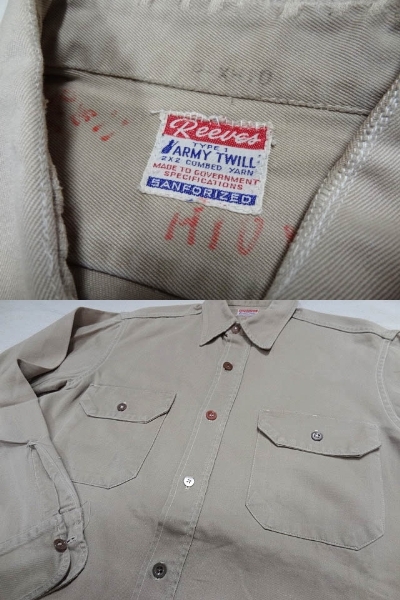 Reeves
TYPE 1
ARMY TWILL
2X2 COMBED YARN
MADE TO GOVERNMENT
SPECIFICATIONS
SANFORIZED